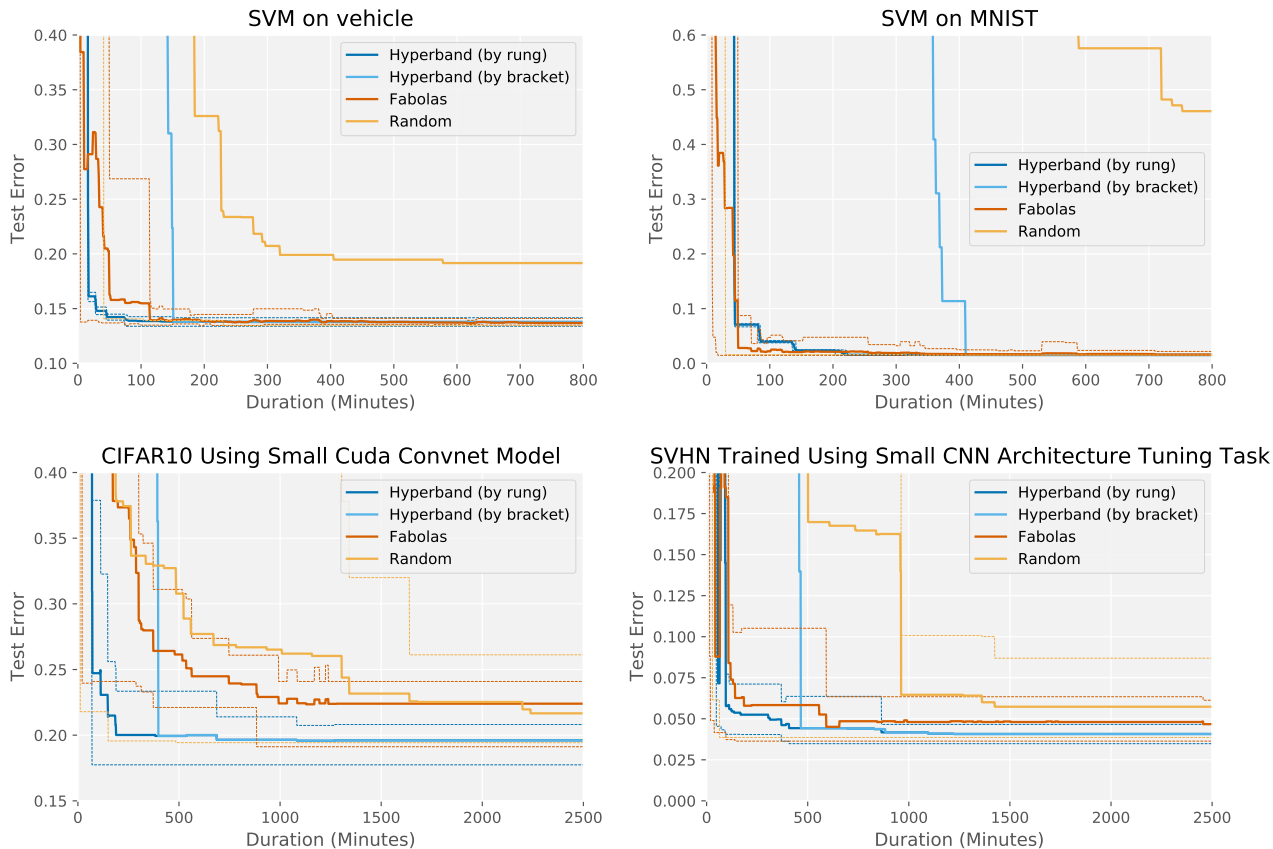 SVM on vehicle
0.40
0.35
0.30
0.25
0.20
0.15
0.10
Test Error
Hyperband (by rung)
Hyperband (by bracket)
Fabolas
Random
0 100 200 300 400 500 600 700 800
Duration (Minutes)
SVM on MNIST
0.6
0.5
0.4
0.3
0.2
0.1
0.0
Test Error
Hyperband (by rung)
Hyperband (by bracket)
Fabolas
Random
0 100 200 300 400 500 600 700 800
Duration (Minutes)
CIFAR10 Using Small Cuda Convnet Model
0.40
0.35
0.30
0.25
0.20
0.15
Test Error
Hyperband (by rung)
Hyperband (by bracket)
Fabolas
Random
0 500 1000 1500 2000 2500
Duration (Minutes)
SVHN Trained Using Small CNN Architecture Tuning Task
0.200
0.175
0.150
0.125
0.100
0.075
0.050
0.025
0.000
Test Error
Hyperband (by rung)
Hyperband (by bracket)
Fabolas
Random
0 500 1000 1500 2000 2500
Duration (Minutes)